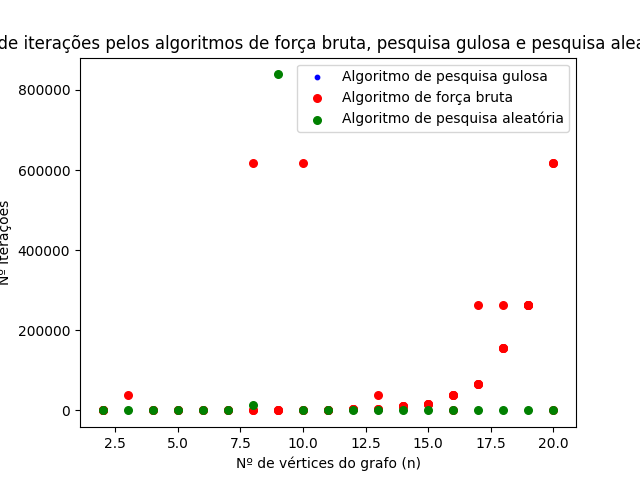 de iterações pelos algoritmos de força bruta, pesquisa gulosa e pesquisa alea
Algoritmo de pesquisa gulosa
Algoritmo de força bruta
Algoritmo de pesquisa aleatória
800000
600000
400000
200000
0
Nº iterações
2.5 5.0 7.5 10.0 12.5 15.0 17.5 20.0
Nº de vértices do grafo (n)